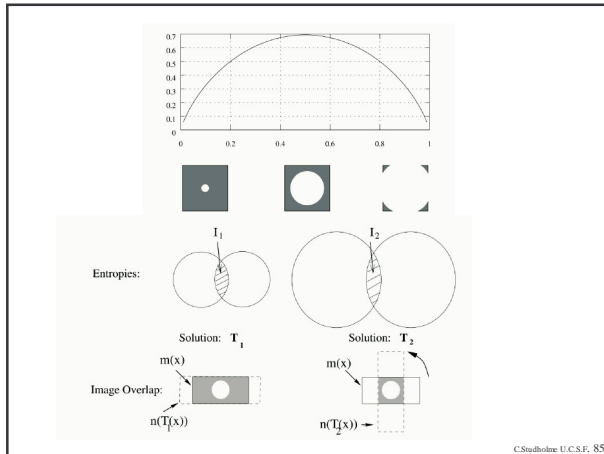 0.7
0.6
0.5
0.4
0.3
0.2
0.1
0
0 0.2 0.4 0.6 0.8 1
I1 I2
Entropies:
Solution: T1 Solution: T2
m(x) m(x)
Image Overlap:
n(T1(x)) n(T2(x))
C.Studholme U.C.S.F. 85